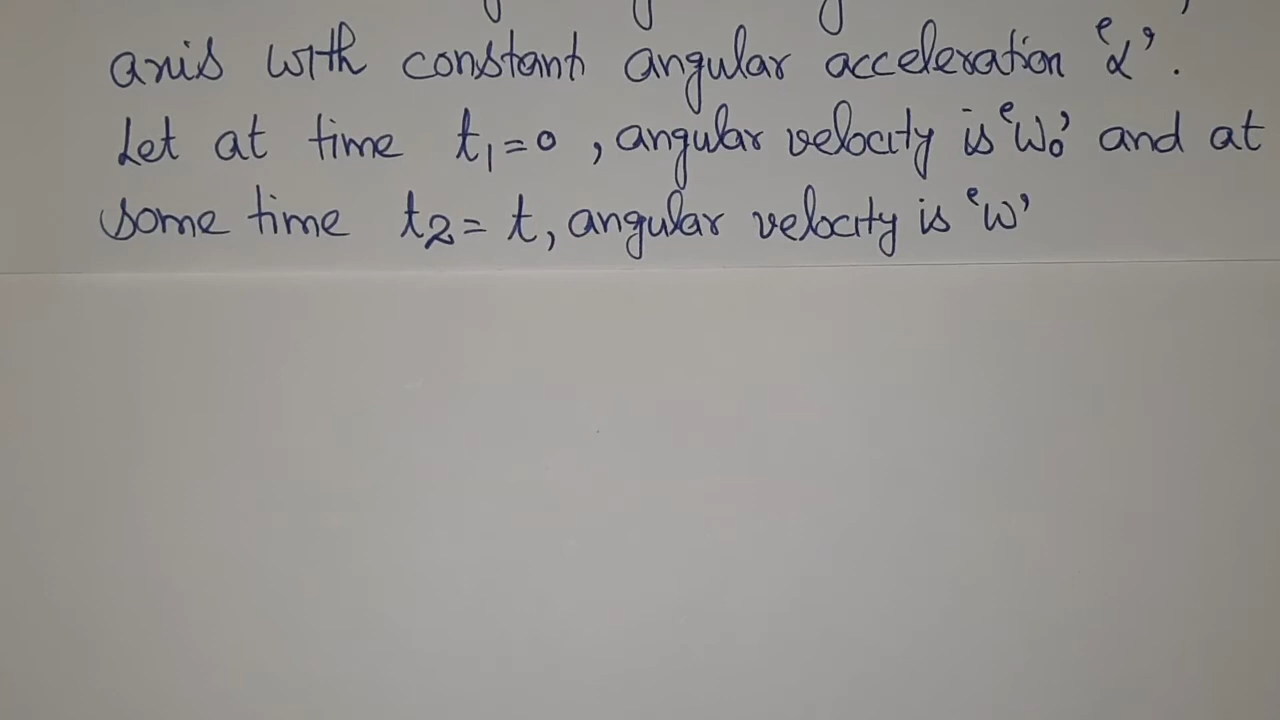 axis with constant angular acceleration 'α'.
Let at time t₁=0, angular velocity is 'ω₀' and at
some time t₂=t, angular velocity is 'ω'